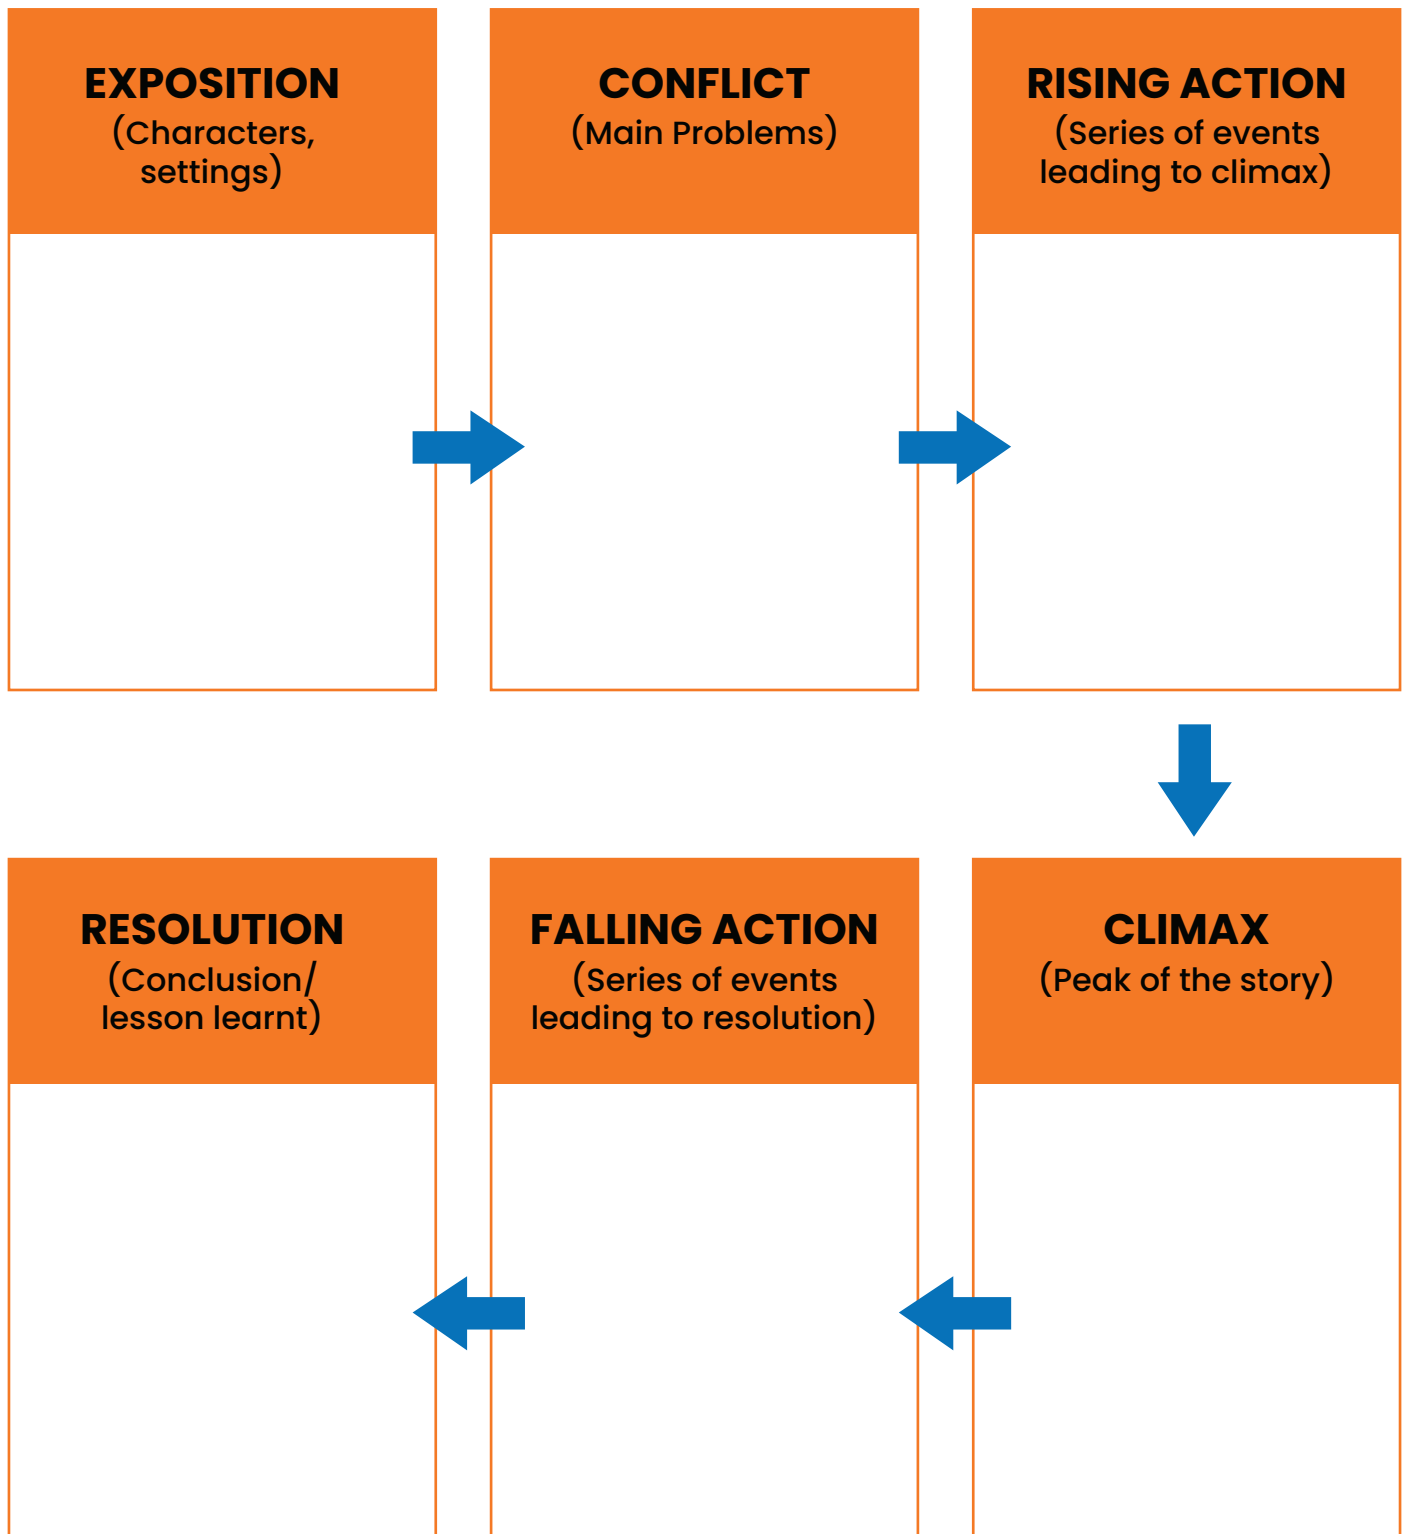 EXPOSITION
(Characters,
settings)
CONFLICT
(Main Problems)
RISING ACTION
(Series of events
leading to climax)
RESOLUTION
(Conclusion/
lesson learnt)
FALLING ACTION
(Series of events
leading to resolution)
CLIMAX
(Peak of the story)